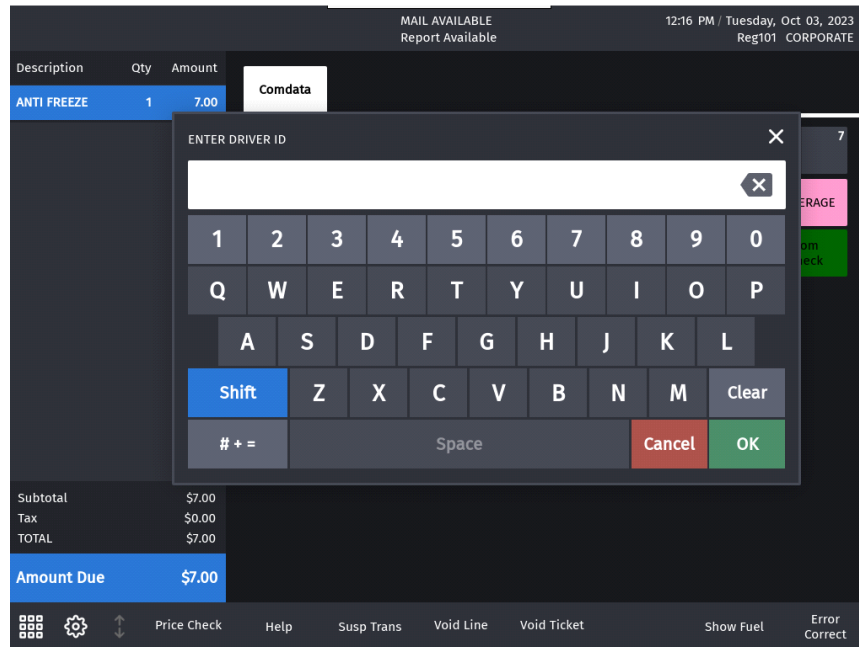 MAIL AVAILABLE
Report Available
12:16 PM / Tuesday, Oct 03, 2023
Reg101 CORPORATE
Description Qty Amount
ANTI FREEZE 1 7.00
Comdata
7
ENTER DRIVER ID
1 2 3 4 5 6 7 8 9 0
Q W E R T Y U I O P
A S D F G H J K L
Shift Z X C V B N M Clear
# + = Space Cancel OK
ERAGE
om
eck
Subtotal $7.00
Tax $0.00
TOTAL $7.00
Amount Due $7.00
Price Check Help Susp Trans Void Line Void Ticket Show Fuel Error Correct